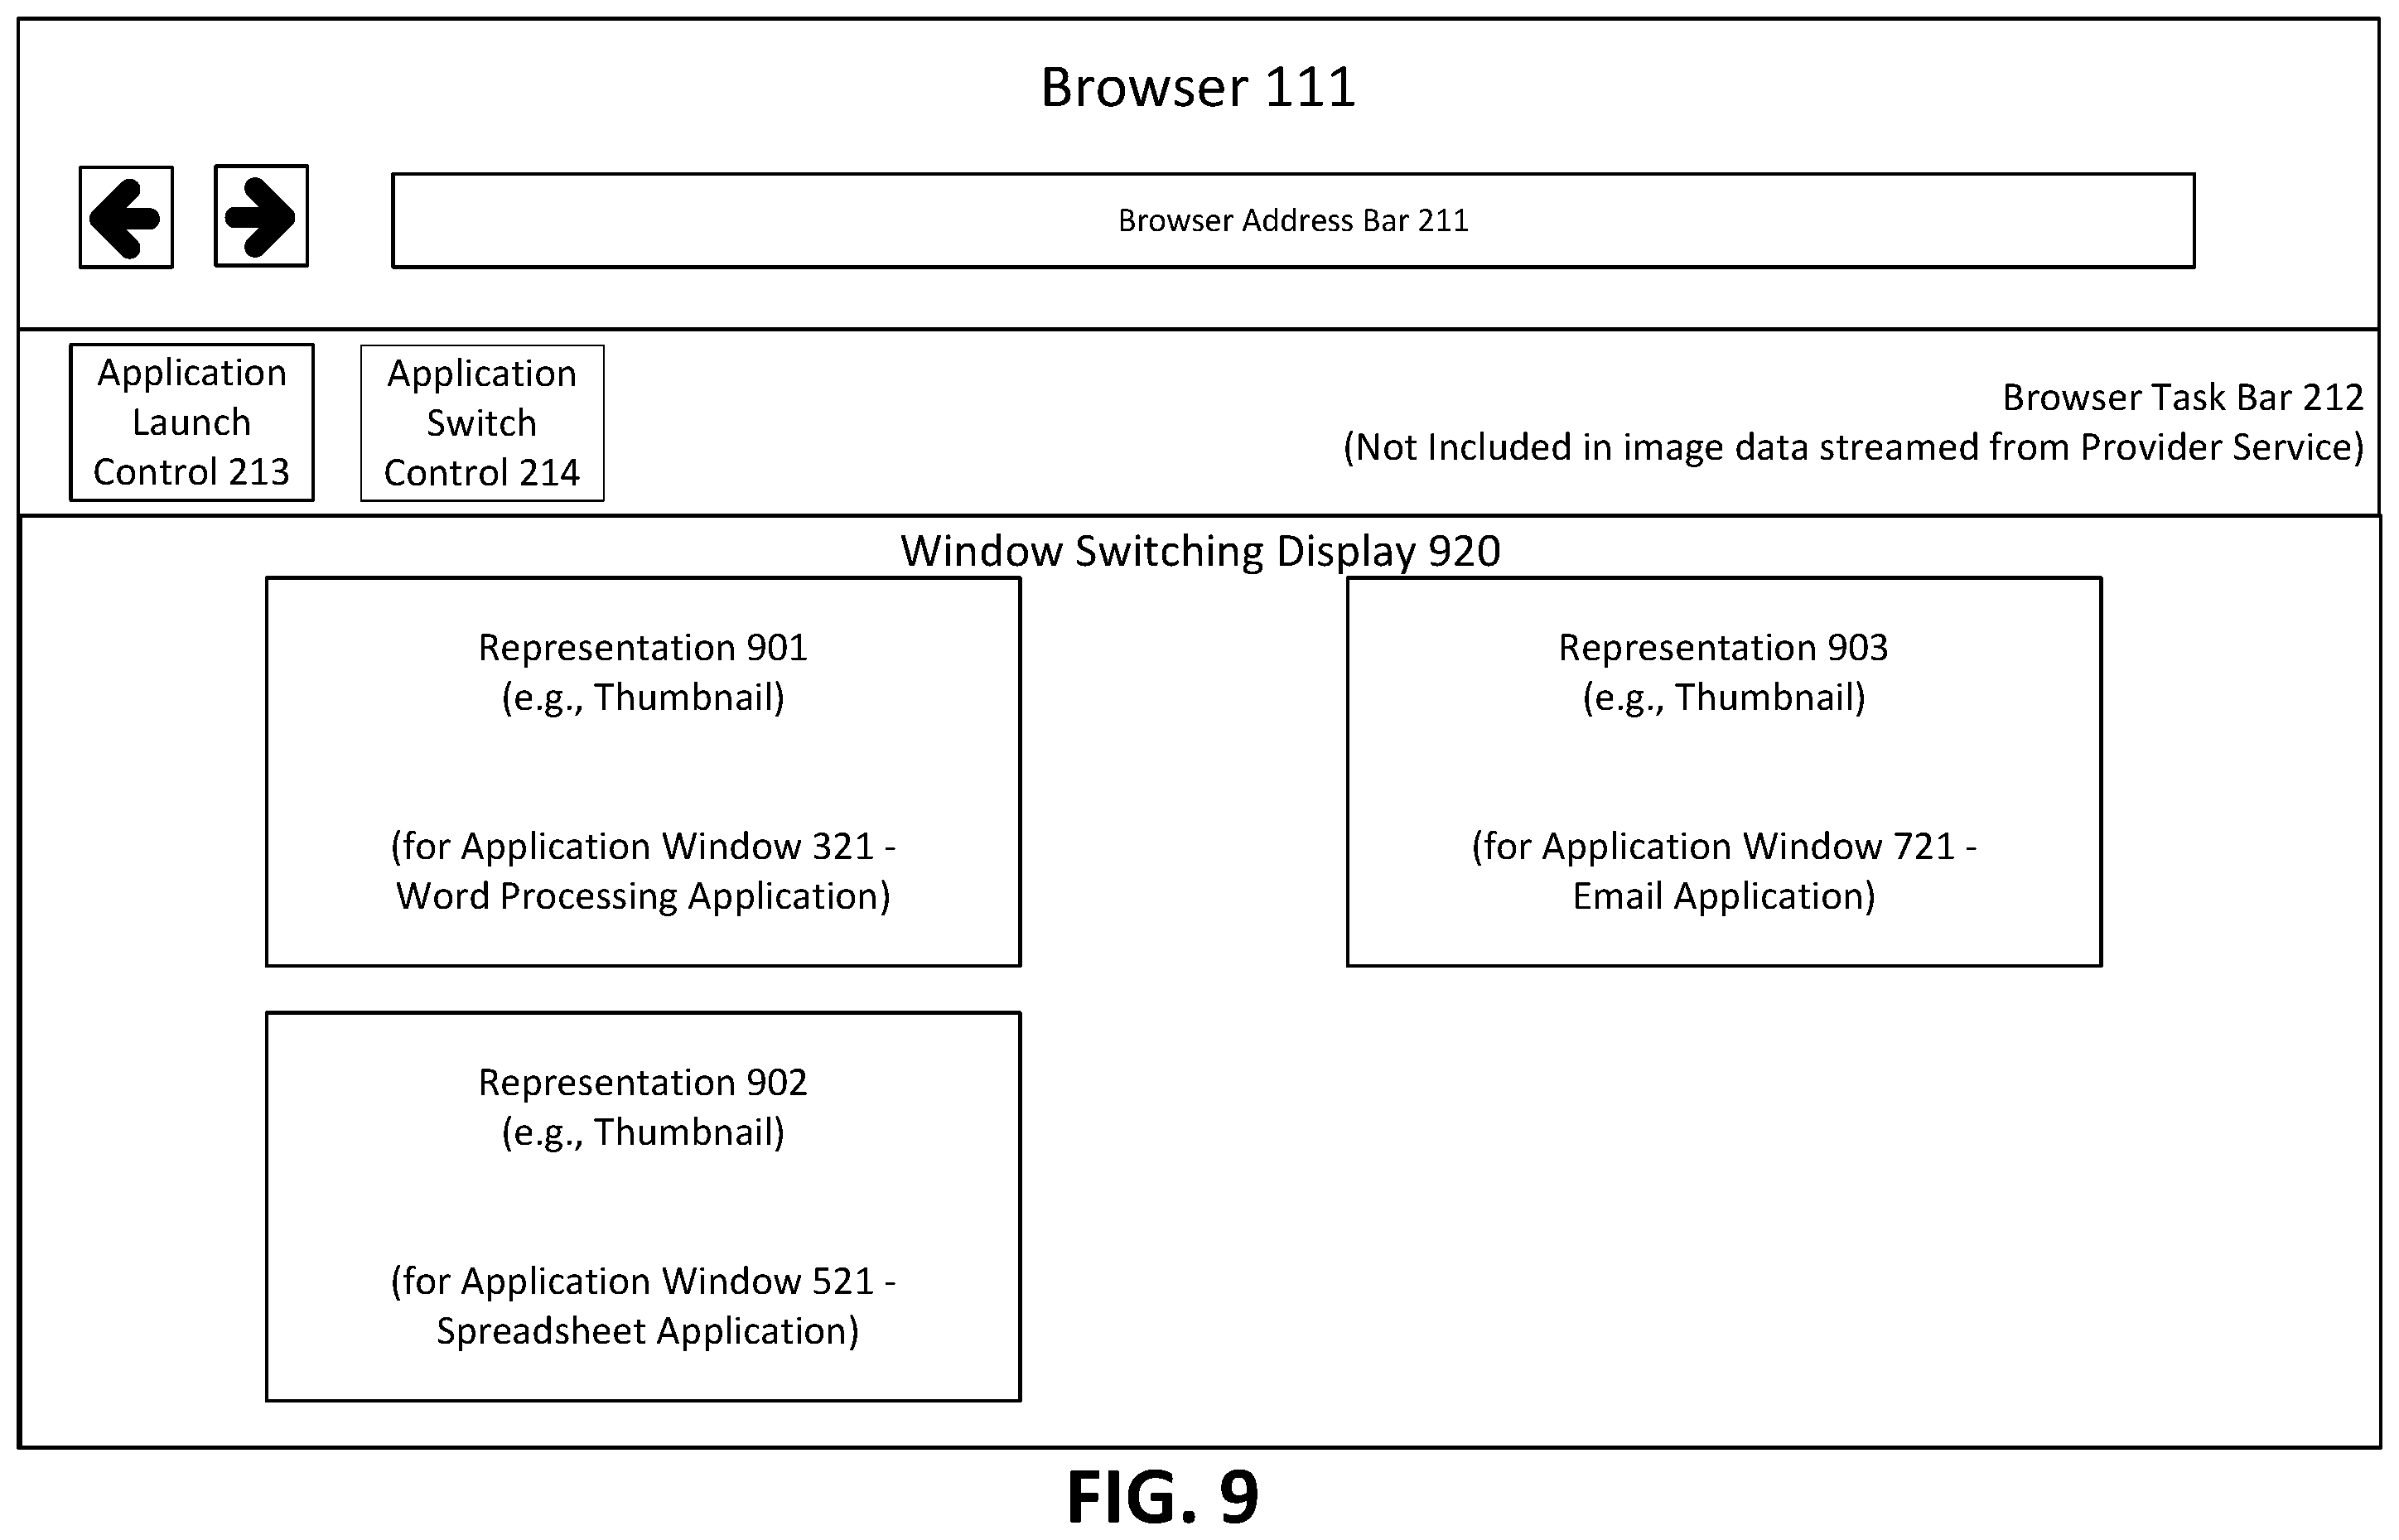 Browser 111
Browser Address Bar 211
Application
Launch
Control 213
Application
Switch
Control 214
Browser Task Bar 212
(Not Included in image data streamed from Provider Service)
Window Switching Display 920
Representation 901
(e.g., Thumbnail)
(for Application Window 321 -
Word Processing Application)
Representation 903
(e.g., Thumbnail)
(for Application Window 721 -
Email Application)
Representation 902
(e.g., Thumbnail)
(for Application Window 521 -
Spreadsheet Application)
FIG. 9